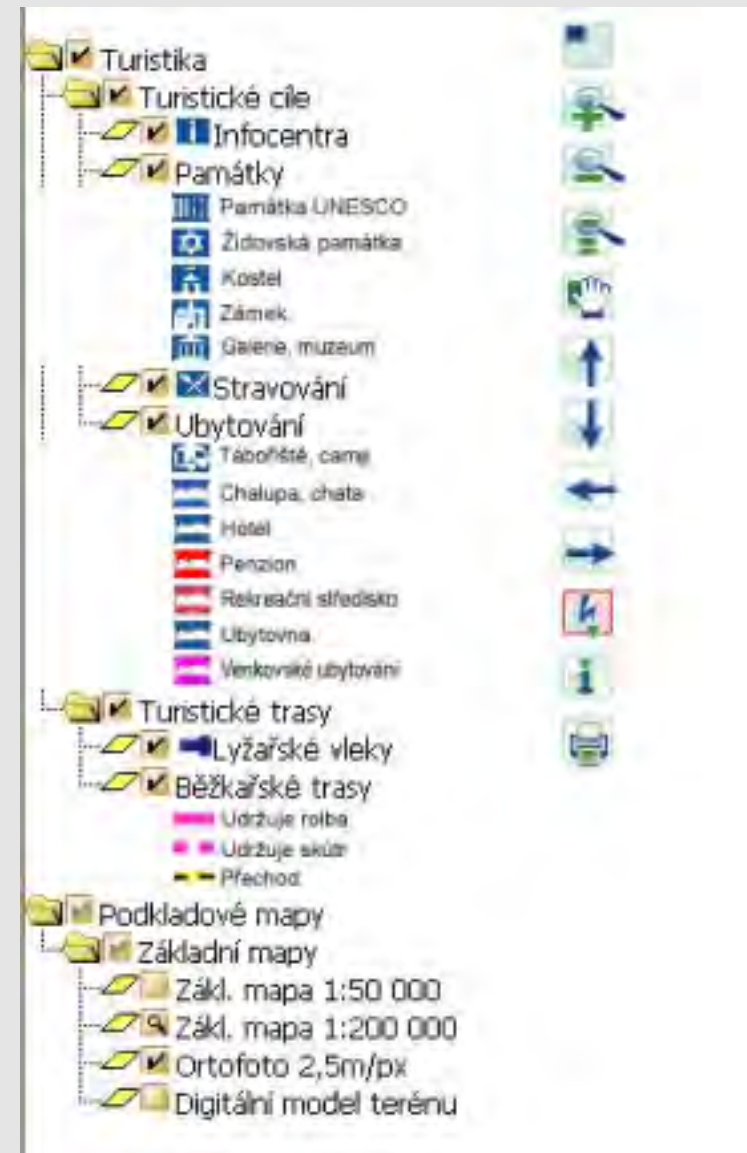 Turistika
Turistické cíle
Infocentra
Památky
Památka UNESCO
Židovská památka
Kostel
Zámek
Galerie, muzeum
Stravování
Ubytování
Tábořiště, camp
Chalupa, chata
Hotel
Penzion
Rekreační středisko
Ubytovna
Venkovské ubytování
Turistické trasy
Lyžařské vleky
Běžkařské trasy
Udržuje rolba
Udržuje skútr
Přechod
Podkladové mapy
Základní mapy
Zákl. mapa 1:50 000
Zákl. mapa 1:200 000
Ortofoto 2,5m/px
Digitální model terénu